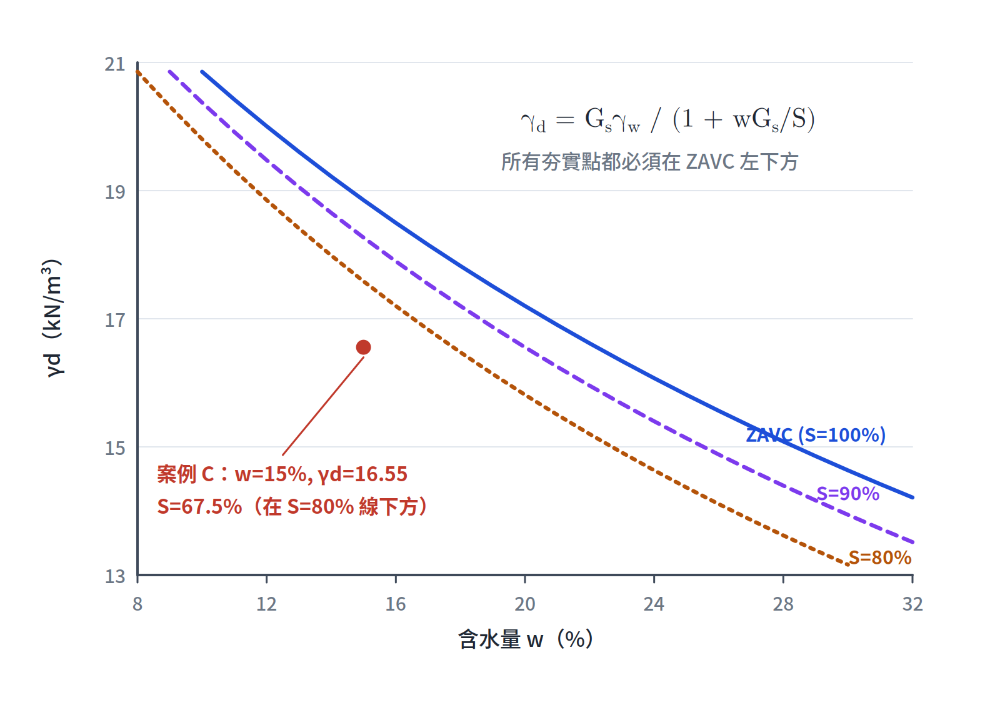 21
19
17
15
13
γd（kN/m³）
γd = Gsγw / (1 + wGs/S)
所有夯實點都必須在 ZAVC 左下方
ZAVC (S=100%)
S=90%
S=80%
案例 C：w=15%, γd=16.55
S=67.5%（在 S=80% 線下方）
8 12 16 20 24 28 32
含水量 w（%）